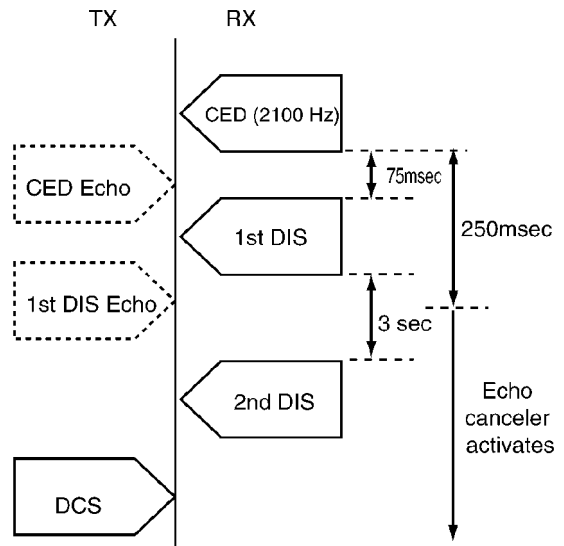 TX
RX
CED (2100 Hz)
CED Echo
75msec
1st DIS
250msec
1st DIS Echo
3 sec
2nd DIS
Echo
canceler
activates
DCS